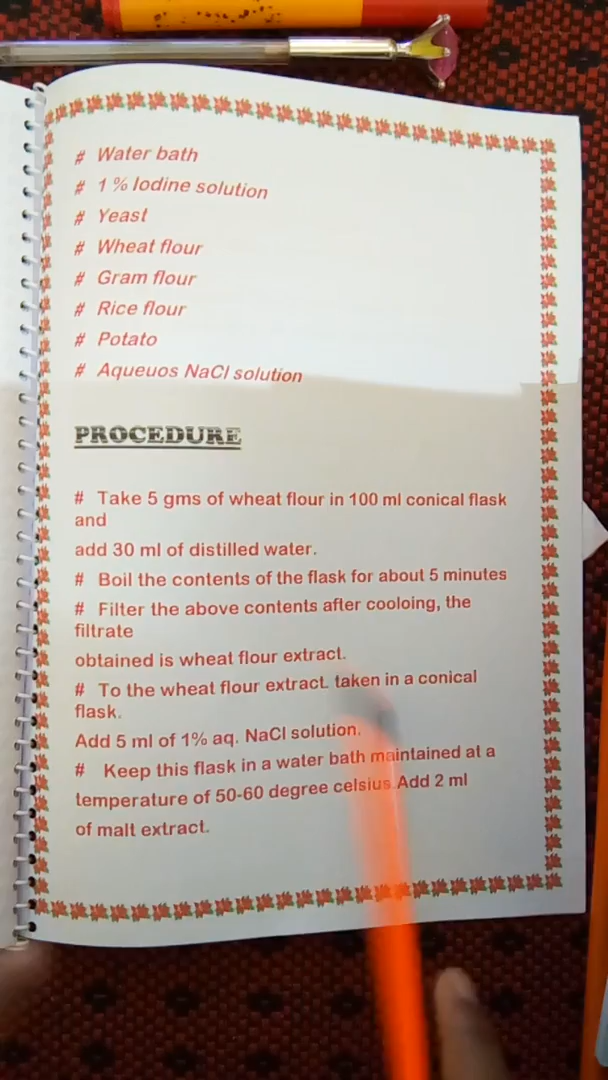 # Water bath
# 1 % Iodine solution
# Yeast
# Wheat flour
# Gram flour
# Rice flour
# Potato
# Aqueuos NaCl solution
PROCEDURE
# Take 5 gms of wheat flour in 100 ml conical flask
and
add 30 ml of distilled water.
# Boil the contents of the flask for about 5 minutes
# Filter the above contents after cooloing, the
filtrate
obtained is wheat flour extract.
# To the wheat flour extract. taken in a conical
flask.
Add 5 ml of 1% aq. NaCl solution.
# Keep this flask in a water bath maintained at a
temperature of 50-60 degree celsius.Add 2 ml
of malt extract.